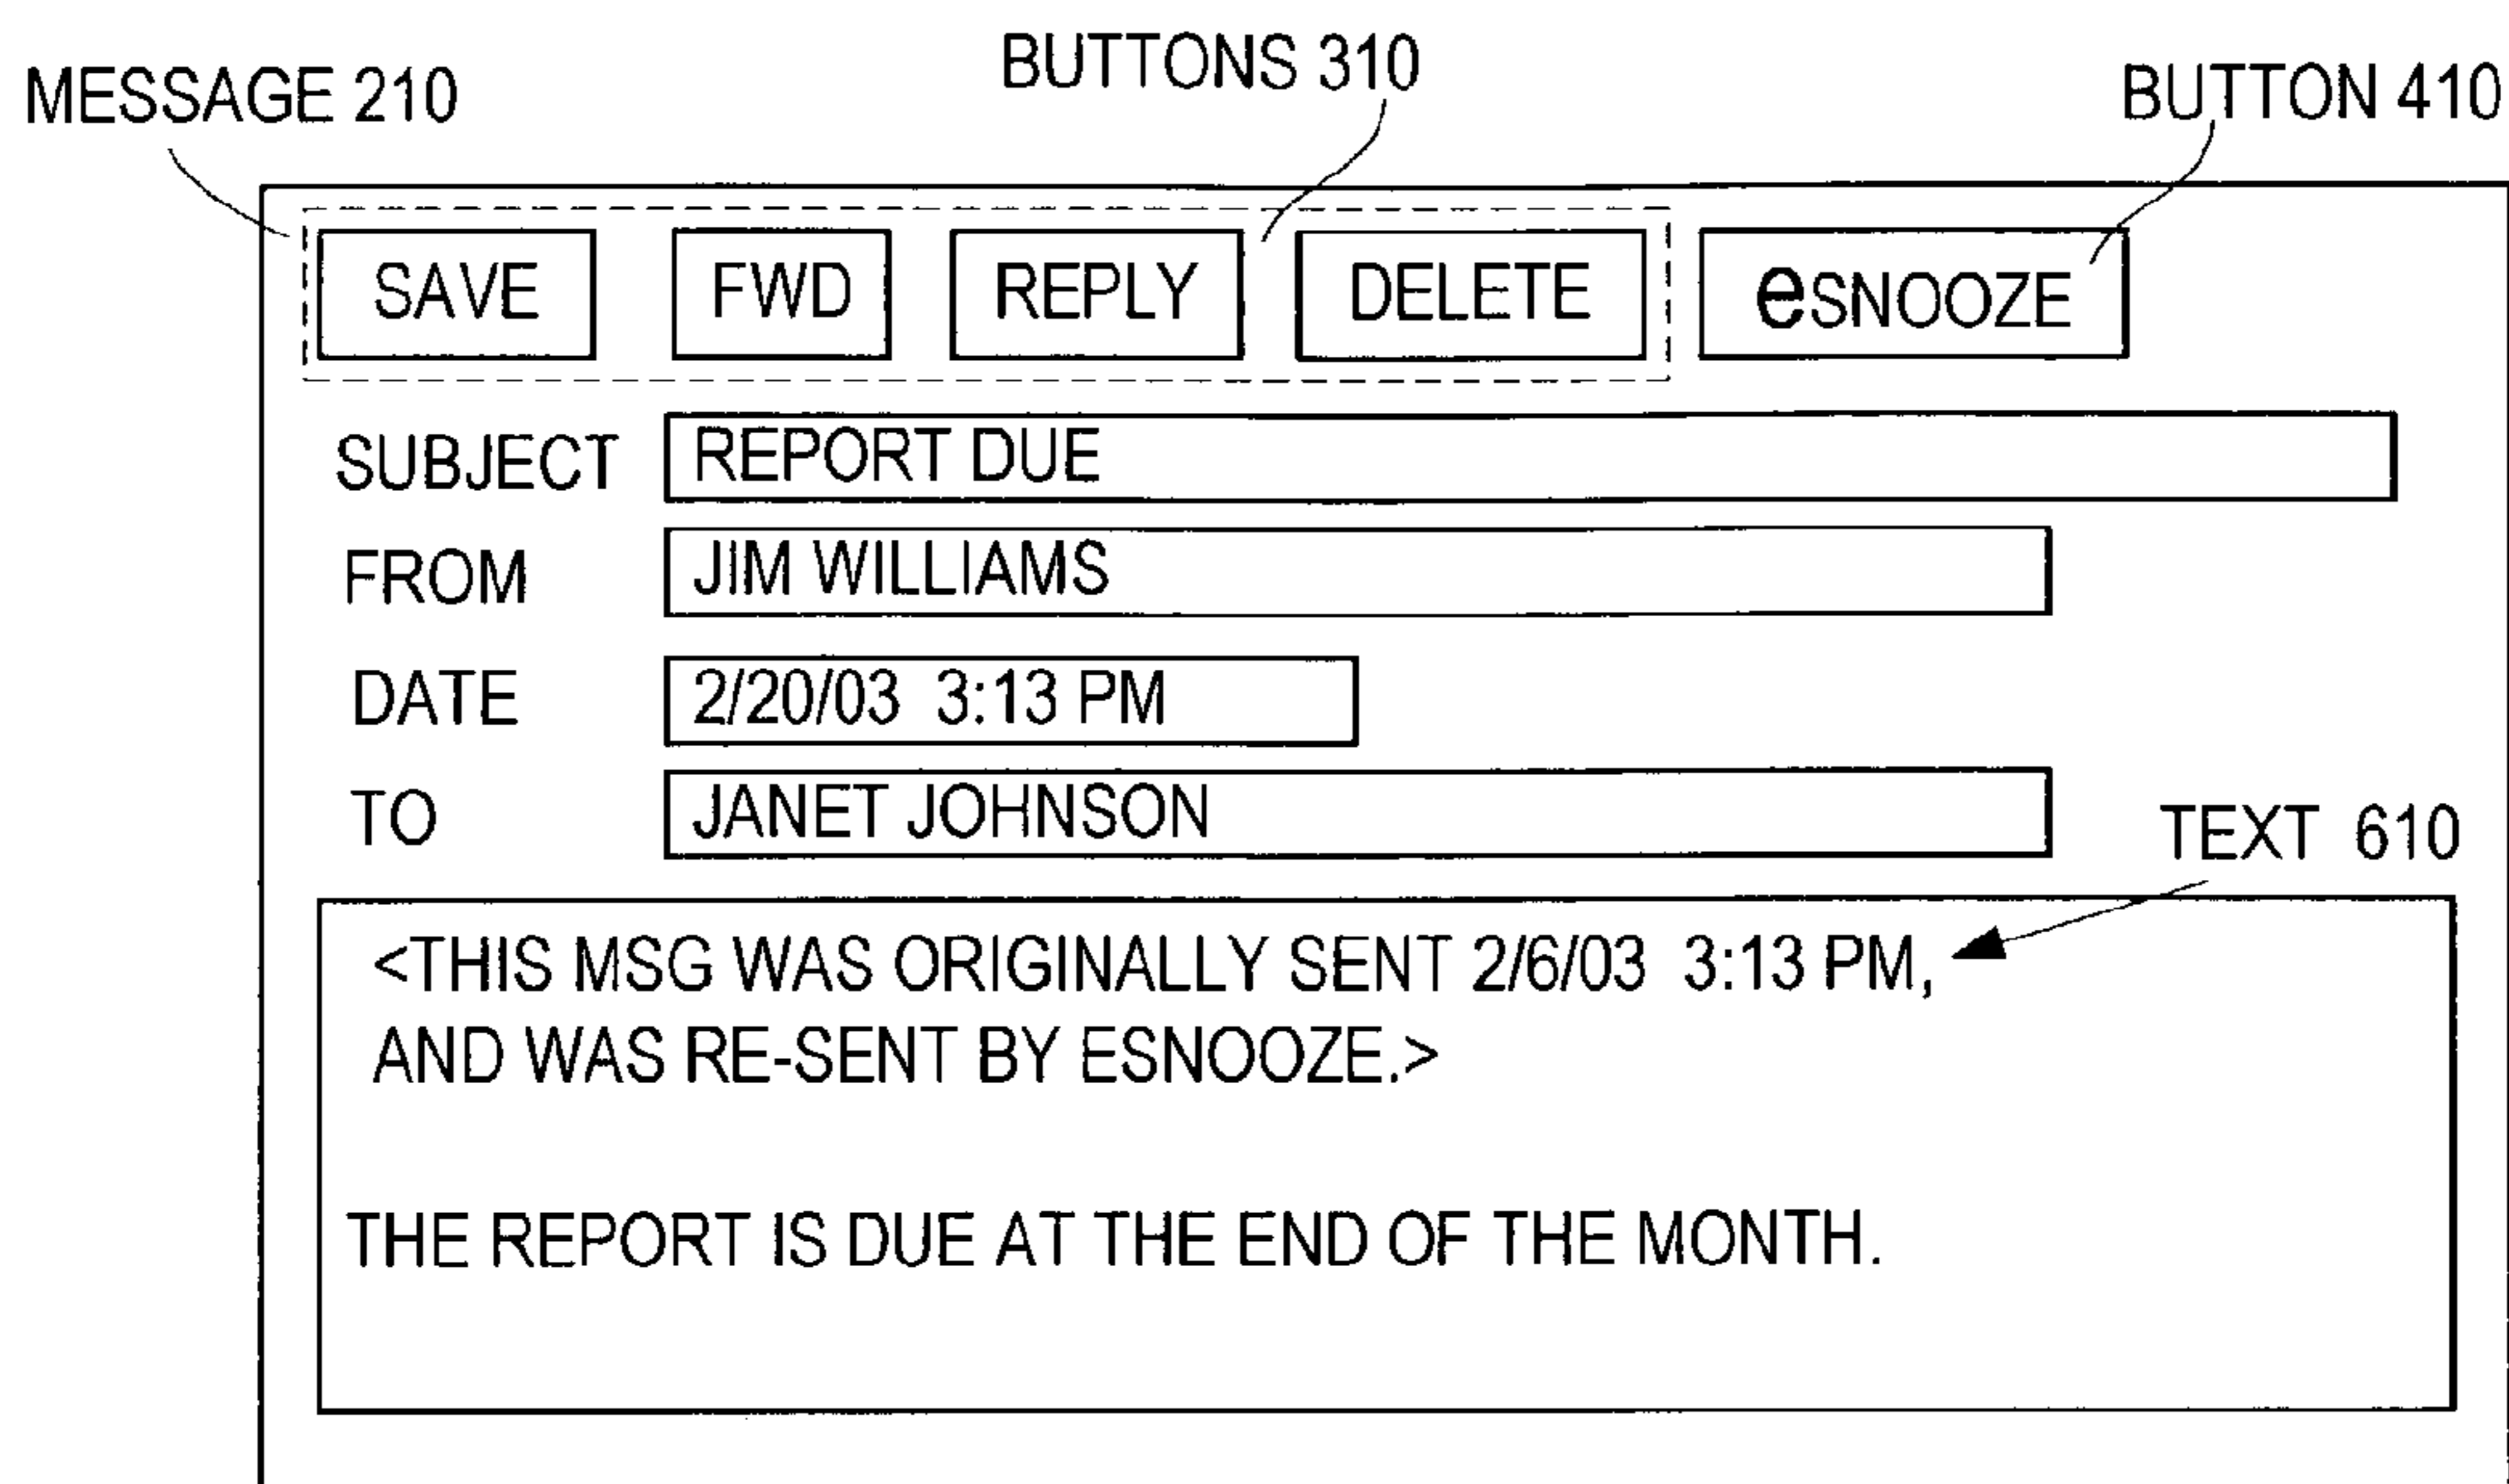 BUTTONS 310
MESSAGE 210
BUTTON 410
SAVE FWD REPLY DELETE eSNOOZE
SUBJECT REPORT DUE
FROM JIM WILLIAMS
DATE 2/20/03 3:13 PM
TO JANET JOHNSON
TEXT 610
<THIS MSG WAS ORIGINALLY SENT 2/6/03 3:13 PM,
AND WAS RE-SENT BY ESNOOZE.>
THE REPORT IS DUE AT THE END OF THE MONTH.